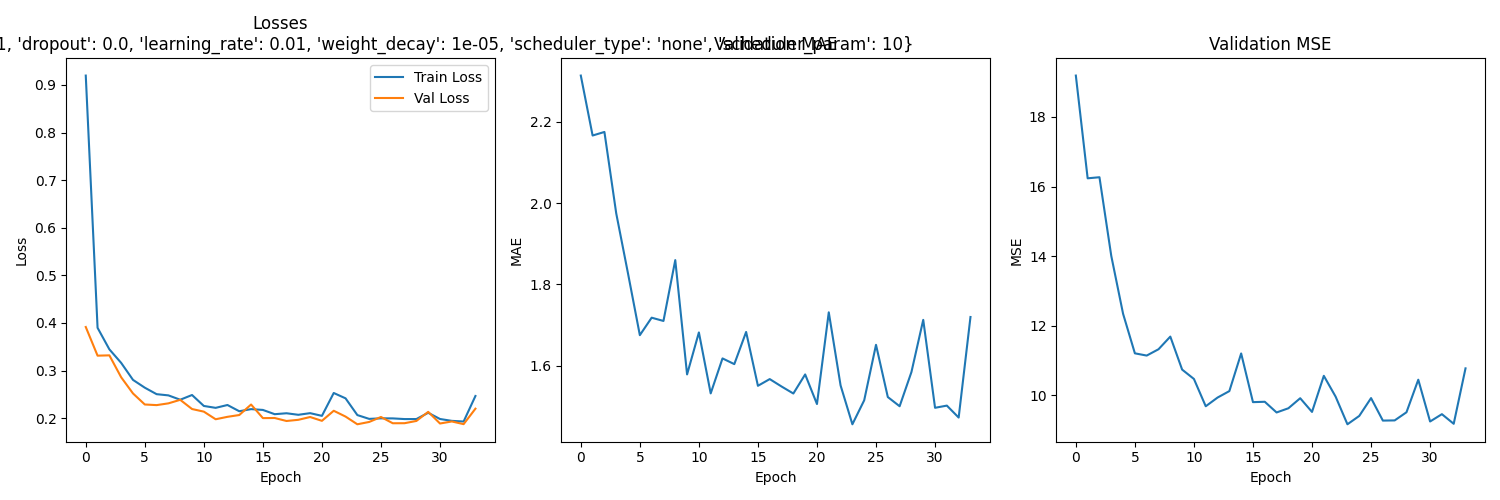 Losses
1, 'dropout': 0.0, 'learning_rate': 0.01, 'weight_decay': 1e-05, 'scheduler_type': 'none', 'scheduler_param': 10}
Train Loss
Val Loss
0.9
0.8
0.7
0.6
0.5
0.4
0.3
0.2
Loss
0 5 10 15 20 25 30
Epoch
Validation MAE
2.2
2.0
1.8
1.6
MAE
0 5 10 15 20 25 30
Epoch
Validation MSE
18
16
14
12
10
MSE
0 5 10 15 20 25 30
Epoch